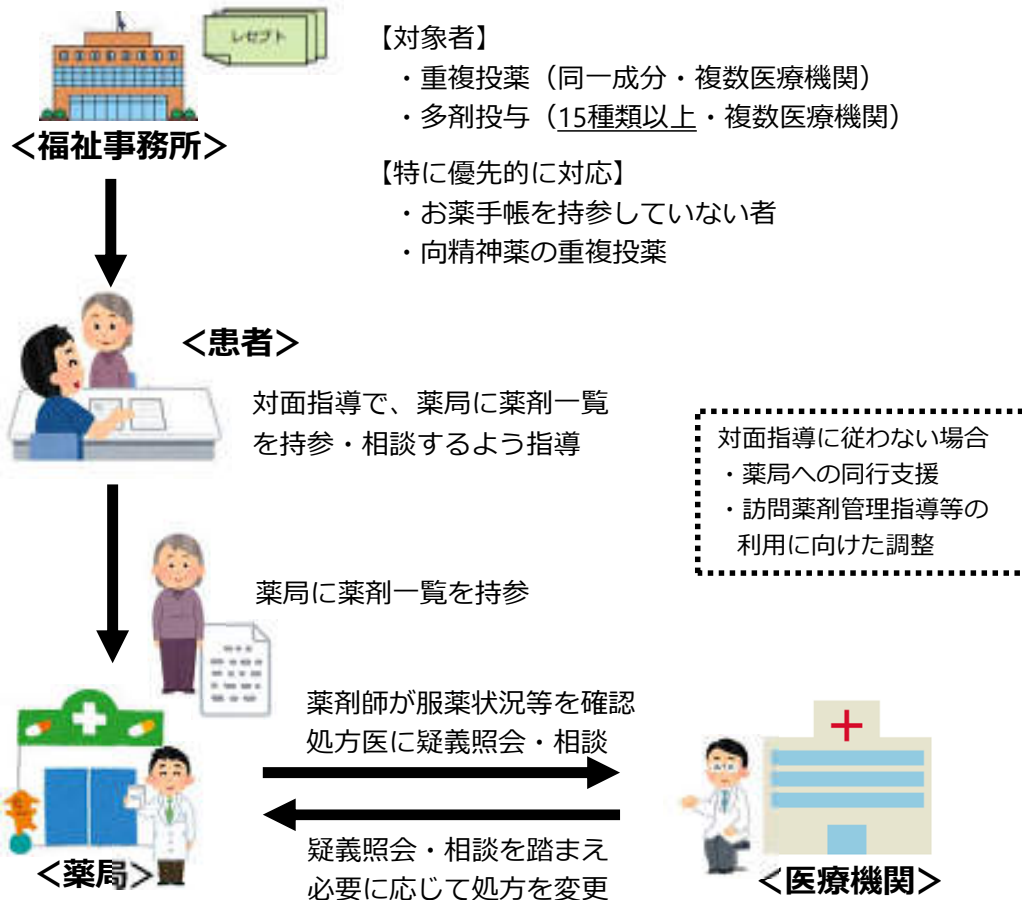 レセプト
【対象者】
・重複投薬（同一成分・複数医療機関）
・多剤投与（15種類以上・複数医療機関）
＜福祉事務所＞
【特に優先的に対応】
・お薬手帳を持参していない者
・向精神薬の重複投薬
＜患者＞
対面指導で、薬局に薬剤一覧
を持参・相談するよう指導
対面指導に従わない場合
・薬局への同行支援
・訪問薬剤管理指導等の
利用に向けた調整
薬局に薬剤一覧を持参
薬剤師が服薬状況等を確認
処方医に疑義照会・相談
疑義照会・相談を踏まえ
必要に応じて処方を変更
＜薬局＞
＜医療機関＞